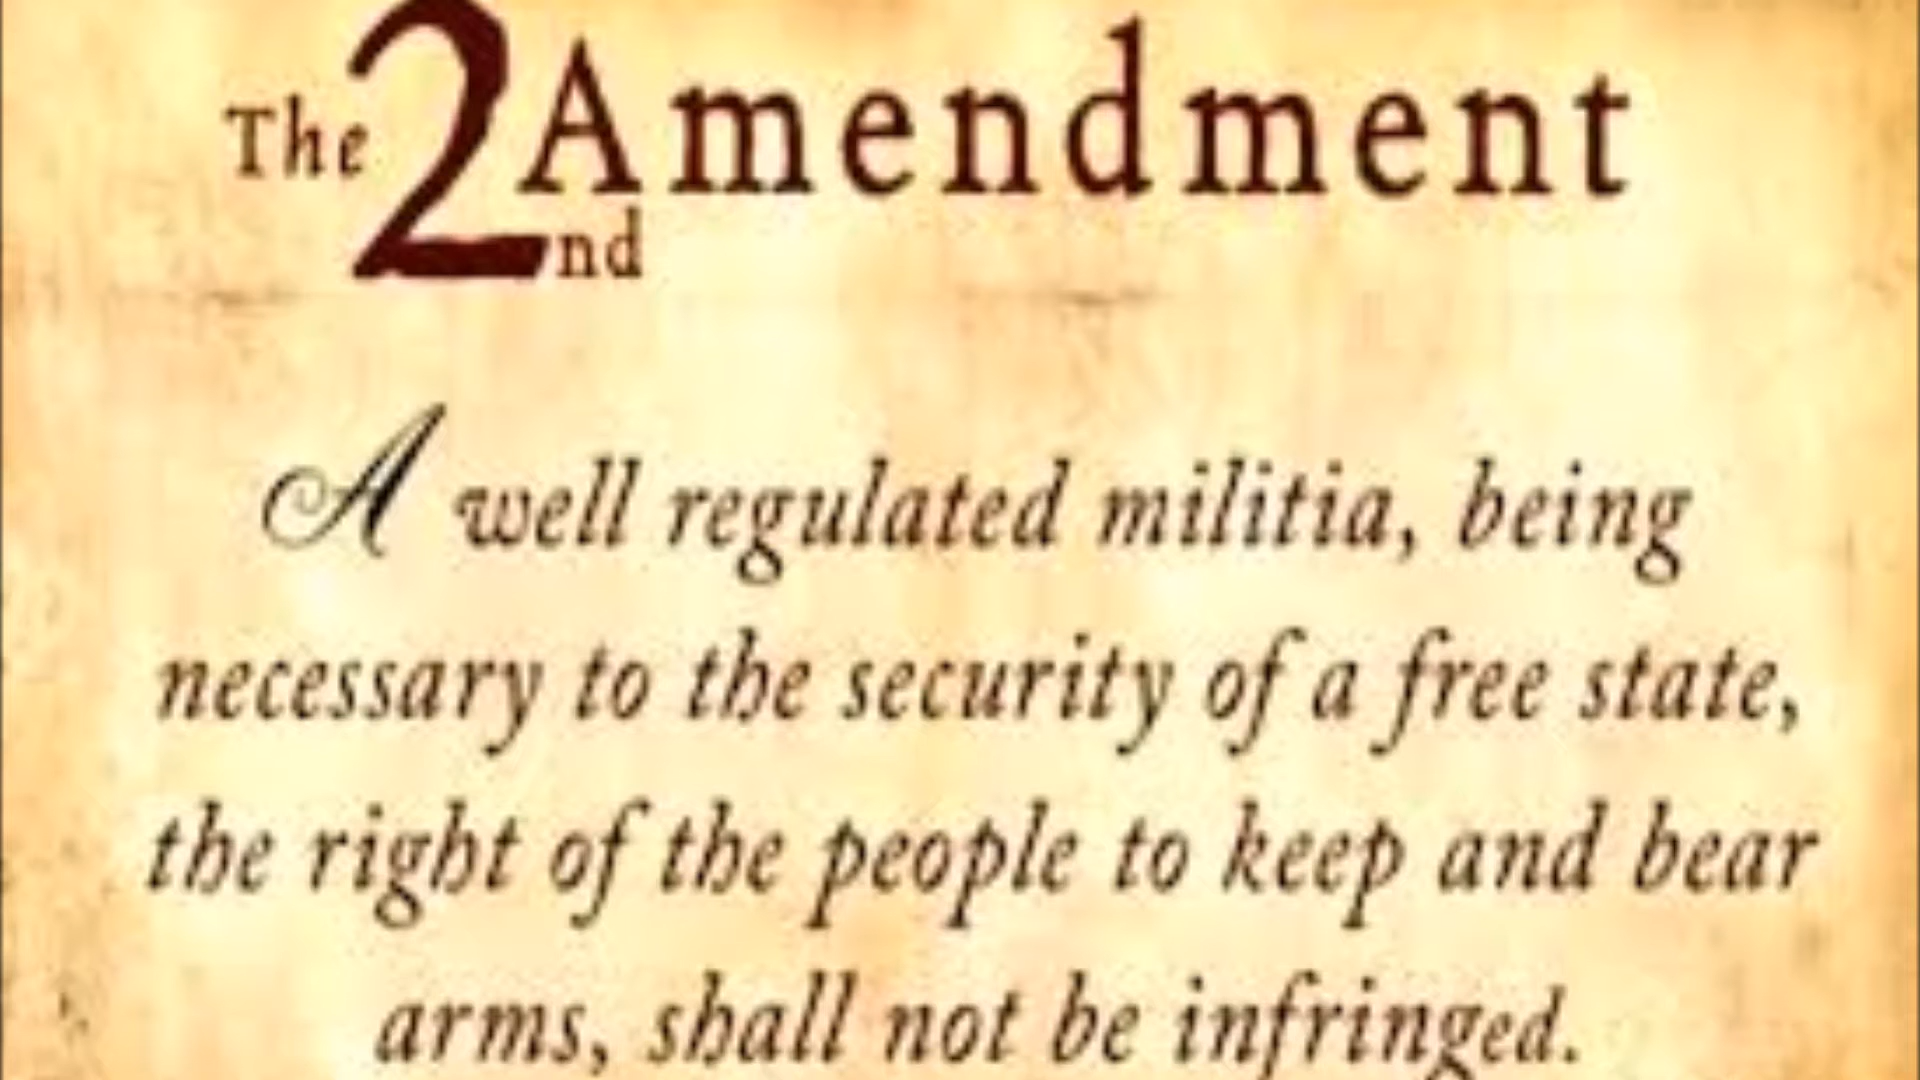 The 2nd Amendment
A well regulated militia, being
necessary to the security of a free state,
the right of the people to keep and bear
arms, shall not be infringed.